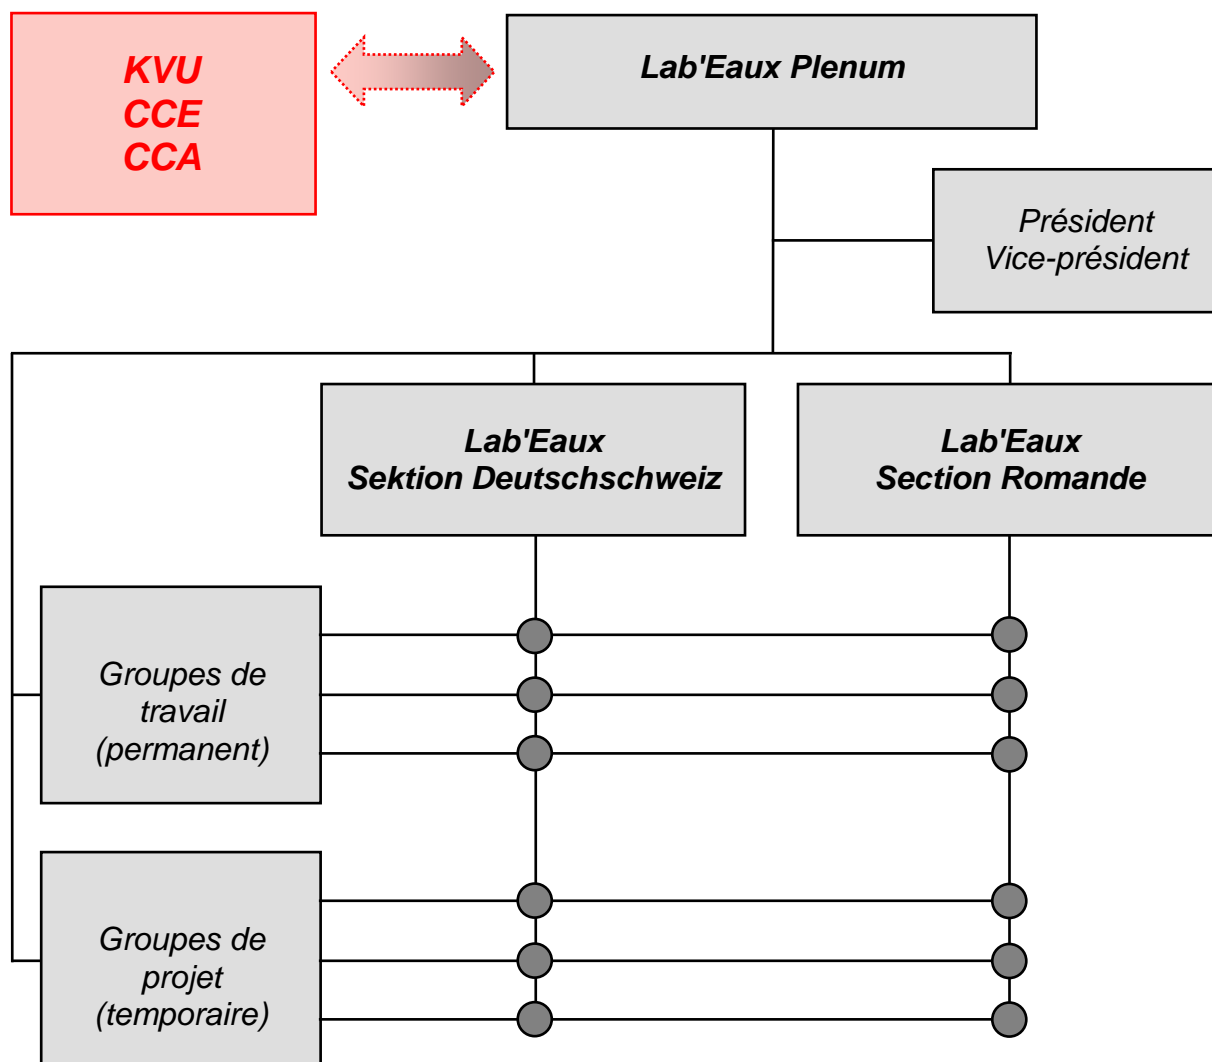 KVU
CCE
CCA
Lab'Eaux Plenum
Président
Vice-président
Lab'Eaux
Sektion Deutschschweiz
Lab'Eaux
Section Romande
Groupes de
travail
(permanent)
Groupes de
projet
(temporaire)